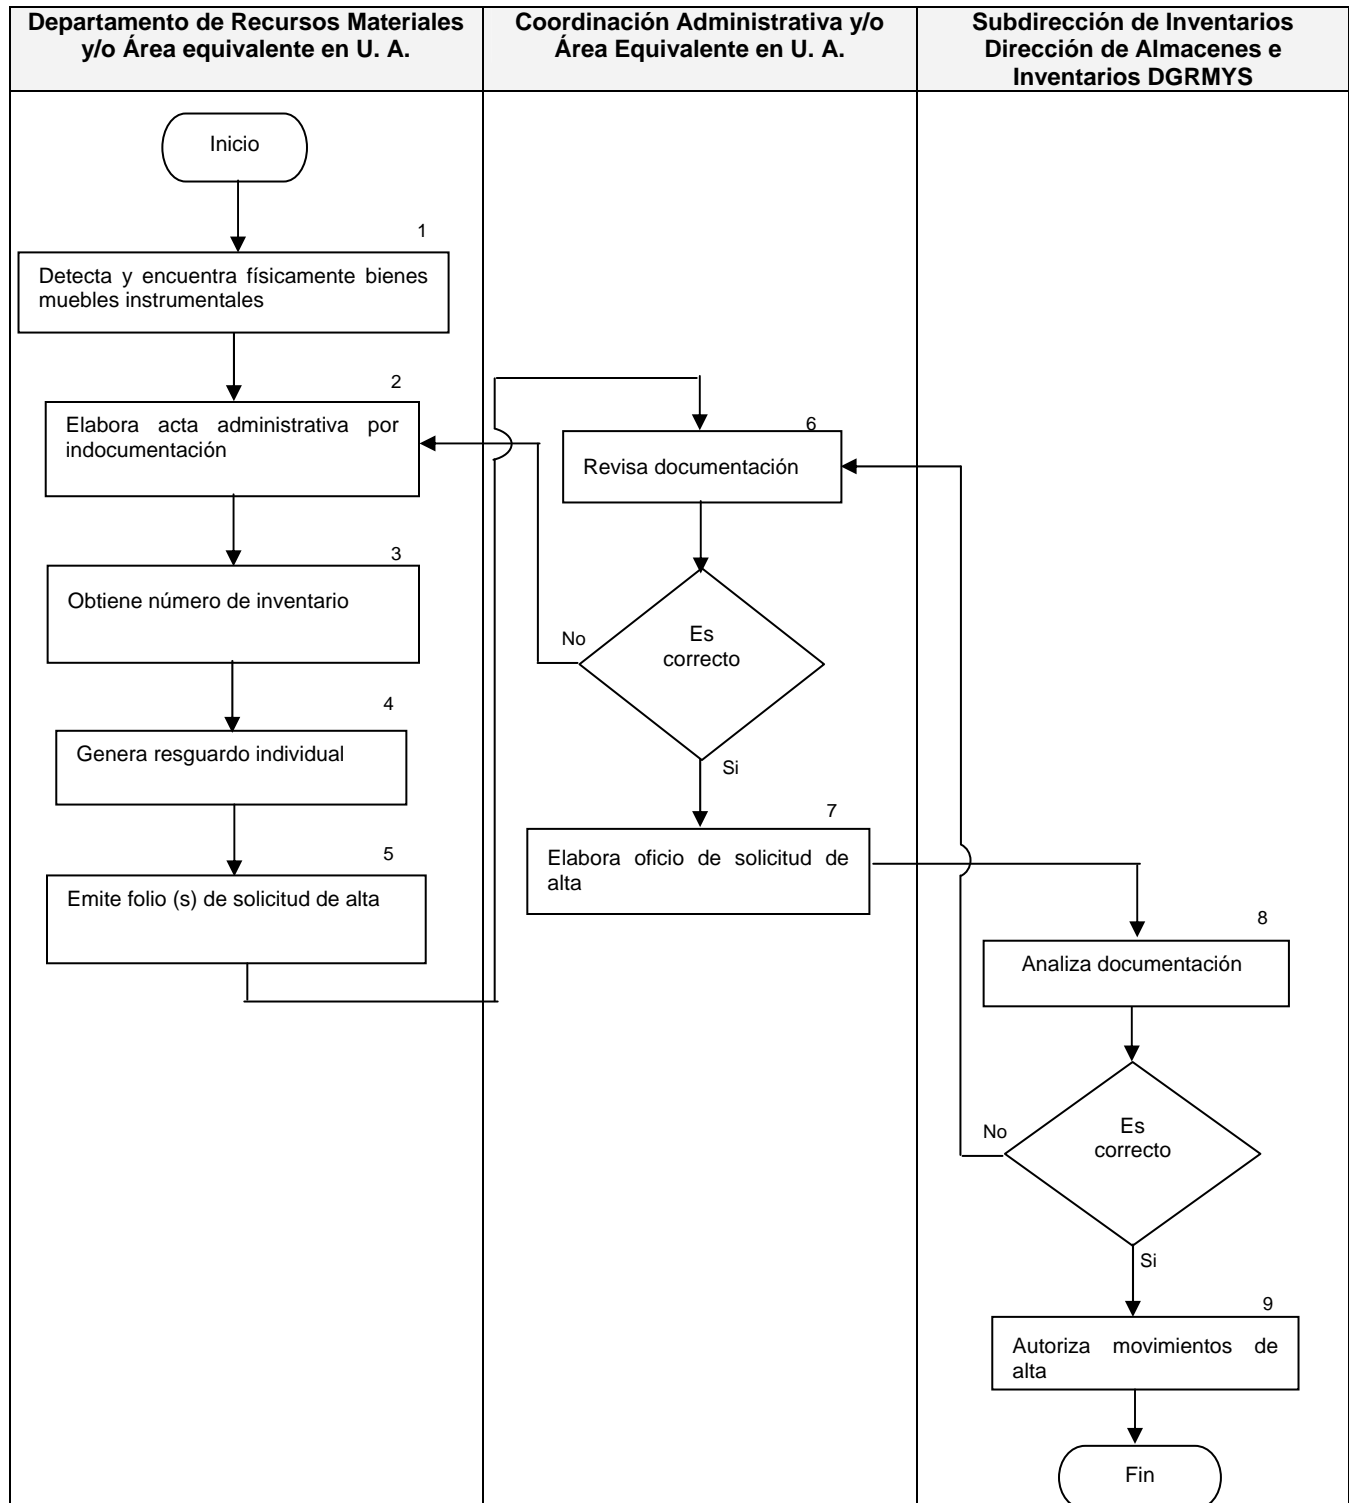 Departamento de Recursos Materiales
y/o Área equivalente en U. A.
Coordinación Administrativa y/o
Área Equivalente en U. A.
Subdirección de Inventarios
Dirección de Almacenes e
Inventarios DGRMYS
Inicio
1
Detecta y encuentra físicamente bienes
muebles instrumentales
2
Elabora acta administrativa por
indocumentación
3
Obtiene número de inventario
4
Genera resguardo individual
5
Emite folio (s) de solicitud de alta
6
Revisa documentación
Es
correcto
No
Si
7
Elabora oficio de solicitud de
alta
8
Analiza documentación
Es
correcto
No
Si
9
Autoriza movimientos de
alta
Fin